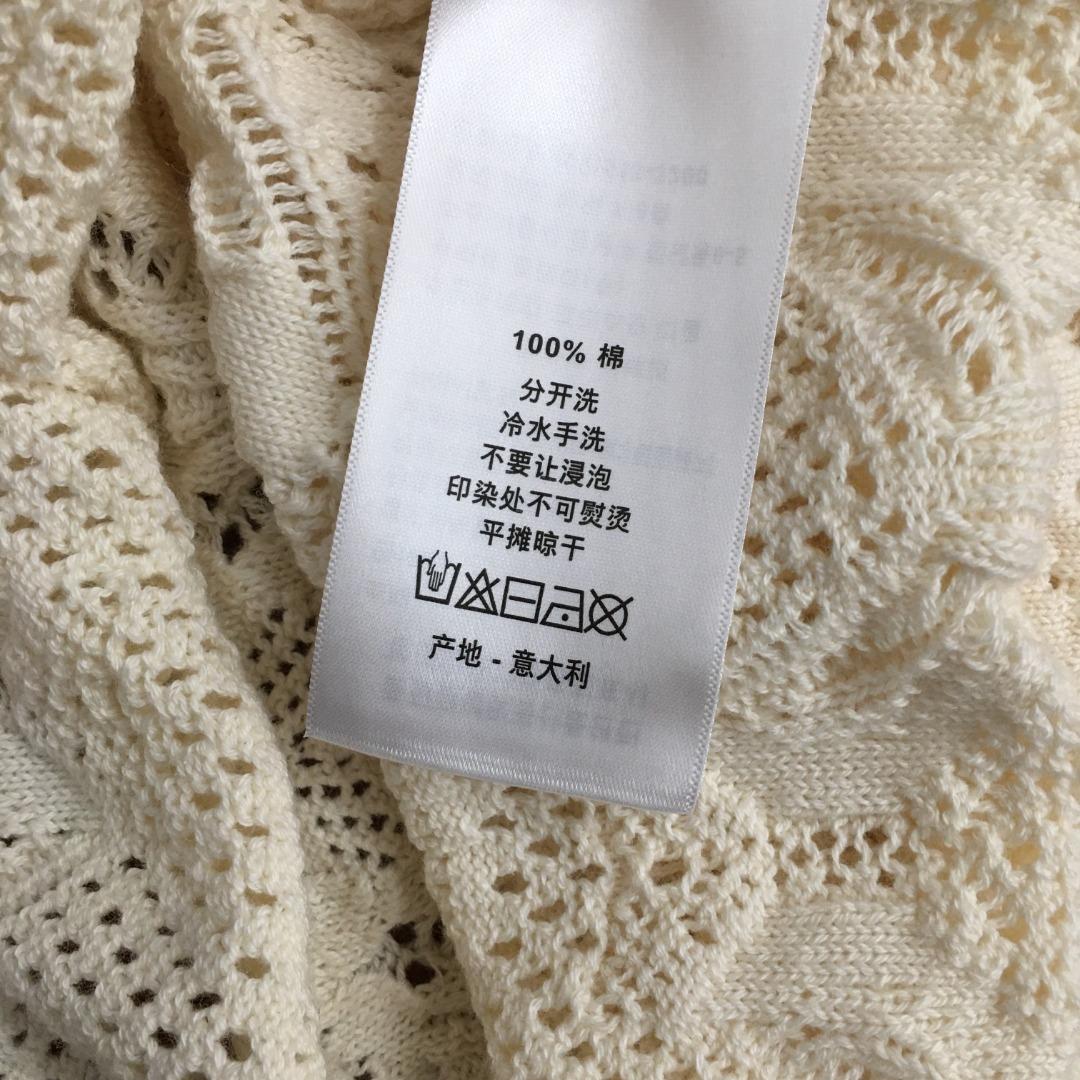 100% 棉
分开洗
冷水手洗
不要让浸泡
印染处不可熨烫
平摊晾干
产地 - 意大利